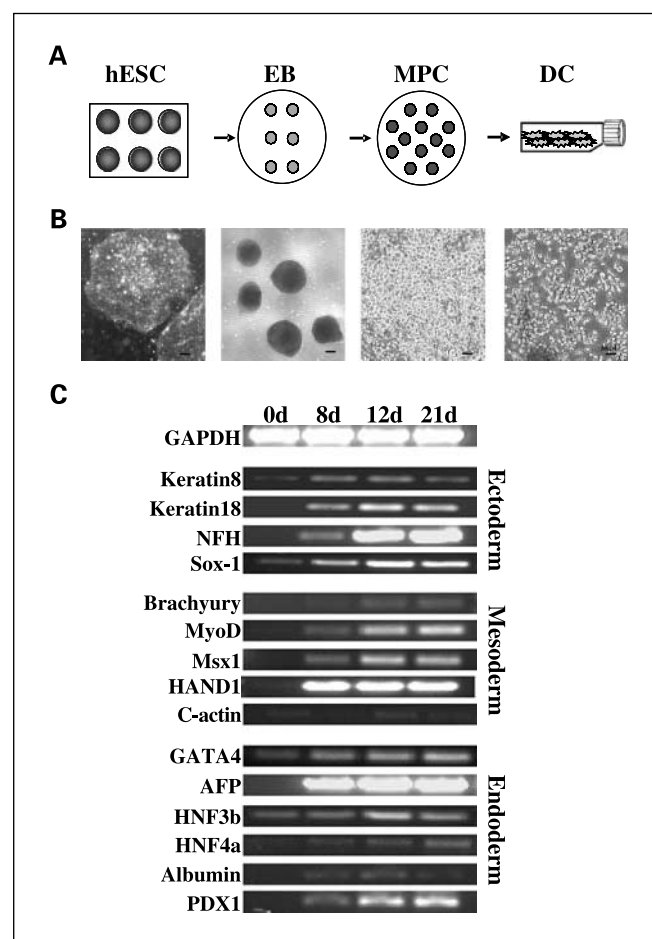 A
hESC EB MPC DC
B
C
0d 8d 12d 21d
GAPDH
Keratin8
Keratin18
NFH
Sox-1
Ectoderm
Brachyury
MyoD
Msx1
HAND1
C-actin
Mesoderm
GATA4
AFP
HNF3b
HNF4a
Albumin
PDX1
Endoderm